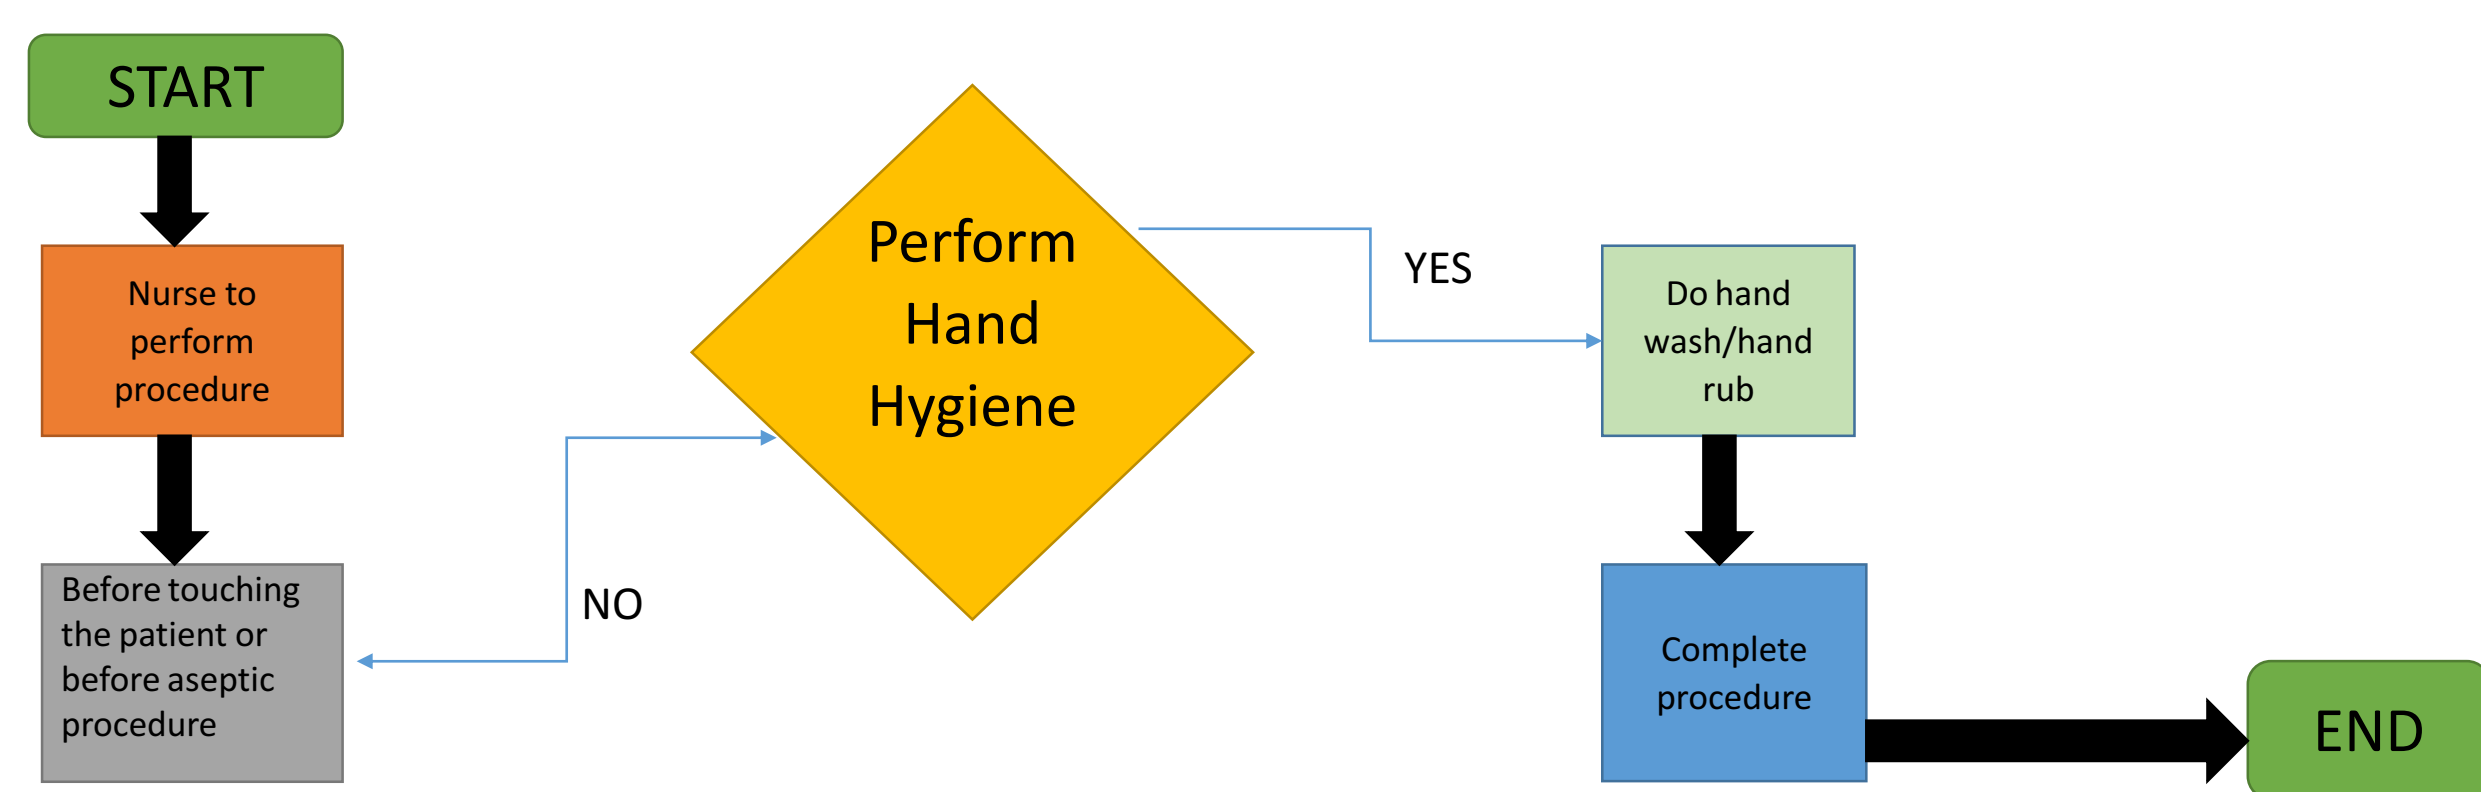 START
Nurse to
perform
procedure
Before touching
the patient or
before aseptic
procedure
NO
Perform
Hand
Hygiene
YES
Do hand
wash/hand
rub
Complete
procedure
END